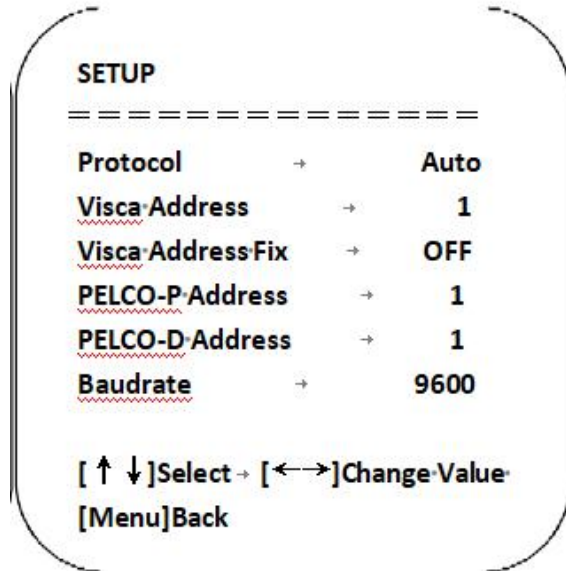 SETUP
================
Protocol → Auto
Visca Address → 1
Visca Address Fix → OFF
PELCO-P Address → 1
PELCO-D Address → 1
Baudrate → 9600
[ ↑ ↓ ]Select → [←→]Change Value
[Menu]Back